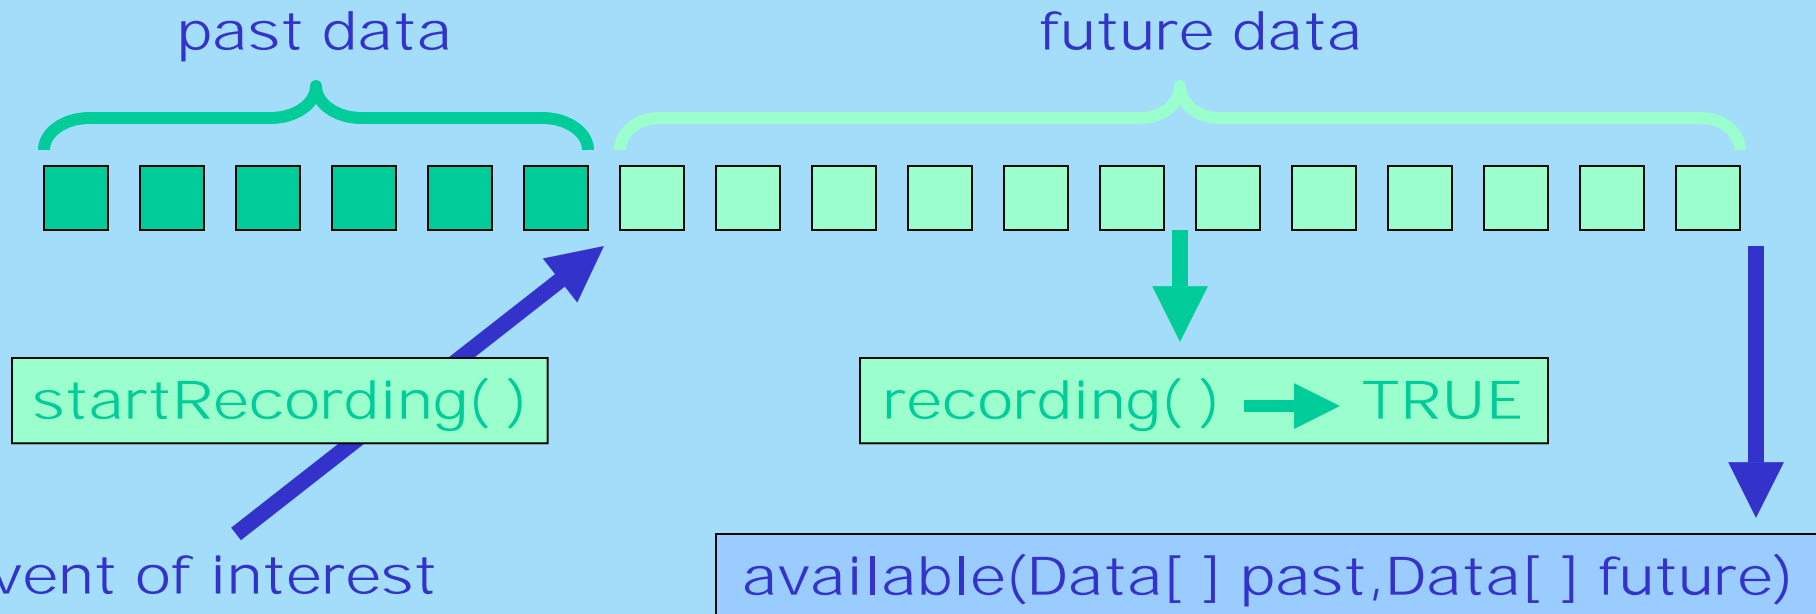 past data
future data
startRecording( )
recording( ) → TRUE
vent of interest
available(Data[ ] past,Data[ ] future)